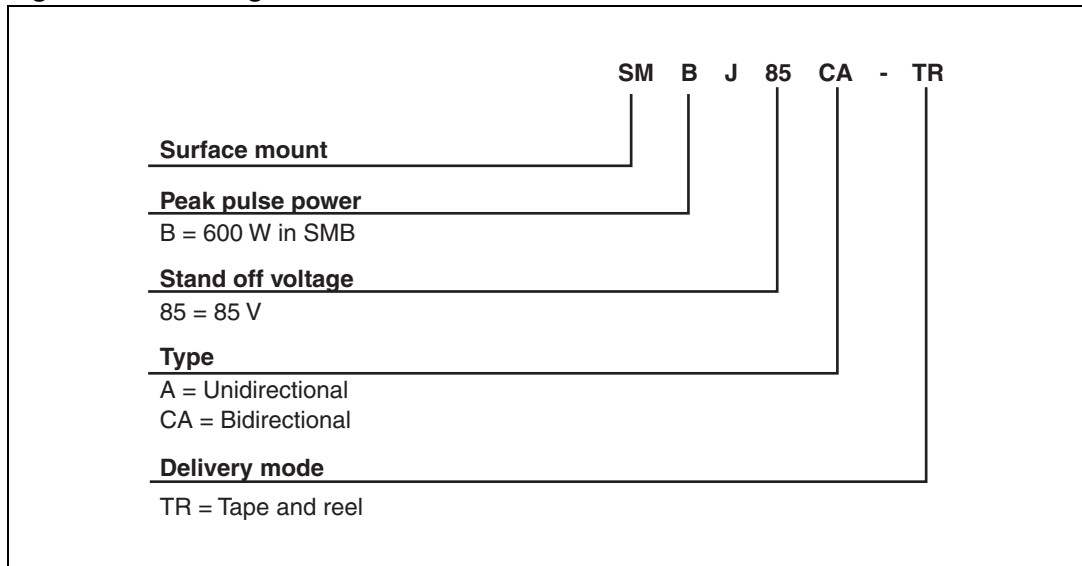 SM B J 85 CA - TR
Surface mount
Peak pulse power
B = 600 W in SMB
Stand off voltage
85 = 85 V
Type
A = Unidirectional
CA = Bidirectional
Delivery mode
TR = Tape and reel